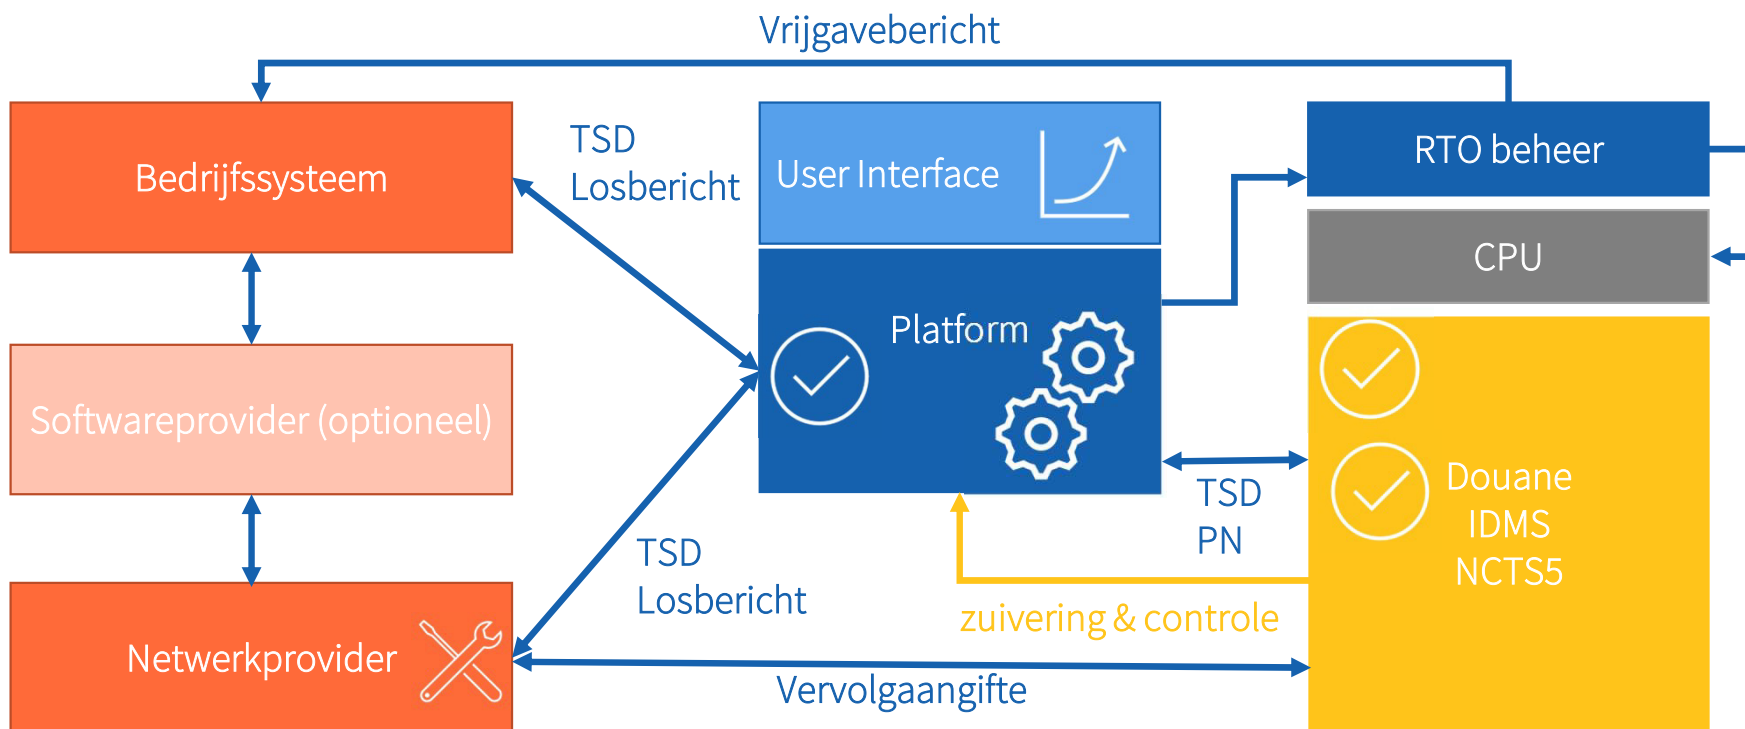 Vrijgavebericht
Bedrijfssysteem
TSD
Losbericht
User Interface
RTO beheer
CPU
Platform
Softwareprovider (optioneel)
Douane
IDMS
NCTS5
TSD
PN
TSD
Losbericht
zuivering & controle
Netwerkprovider
Vervolgaangifte